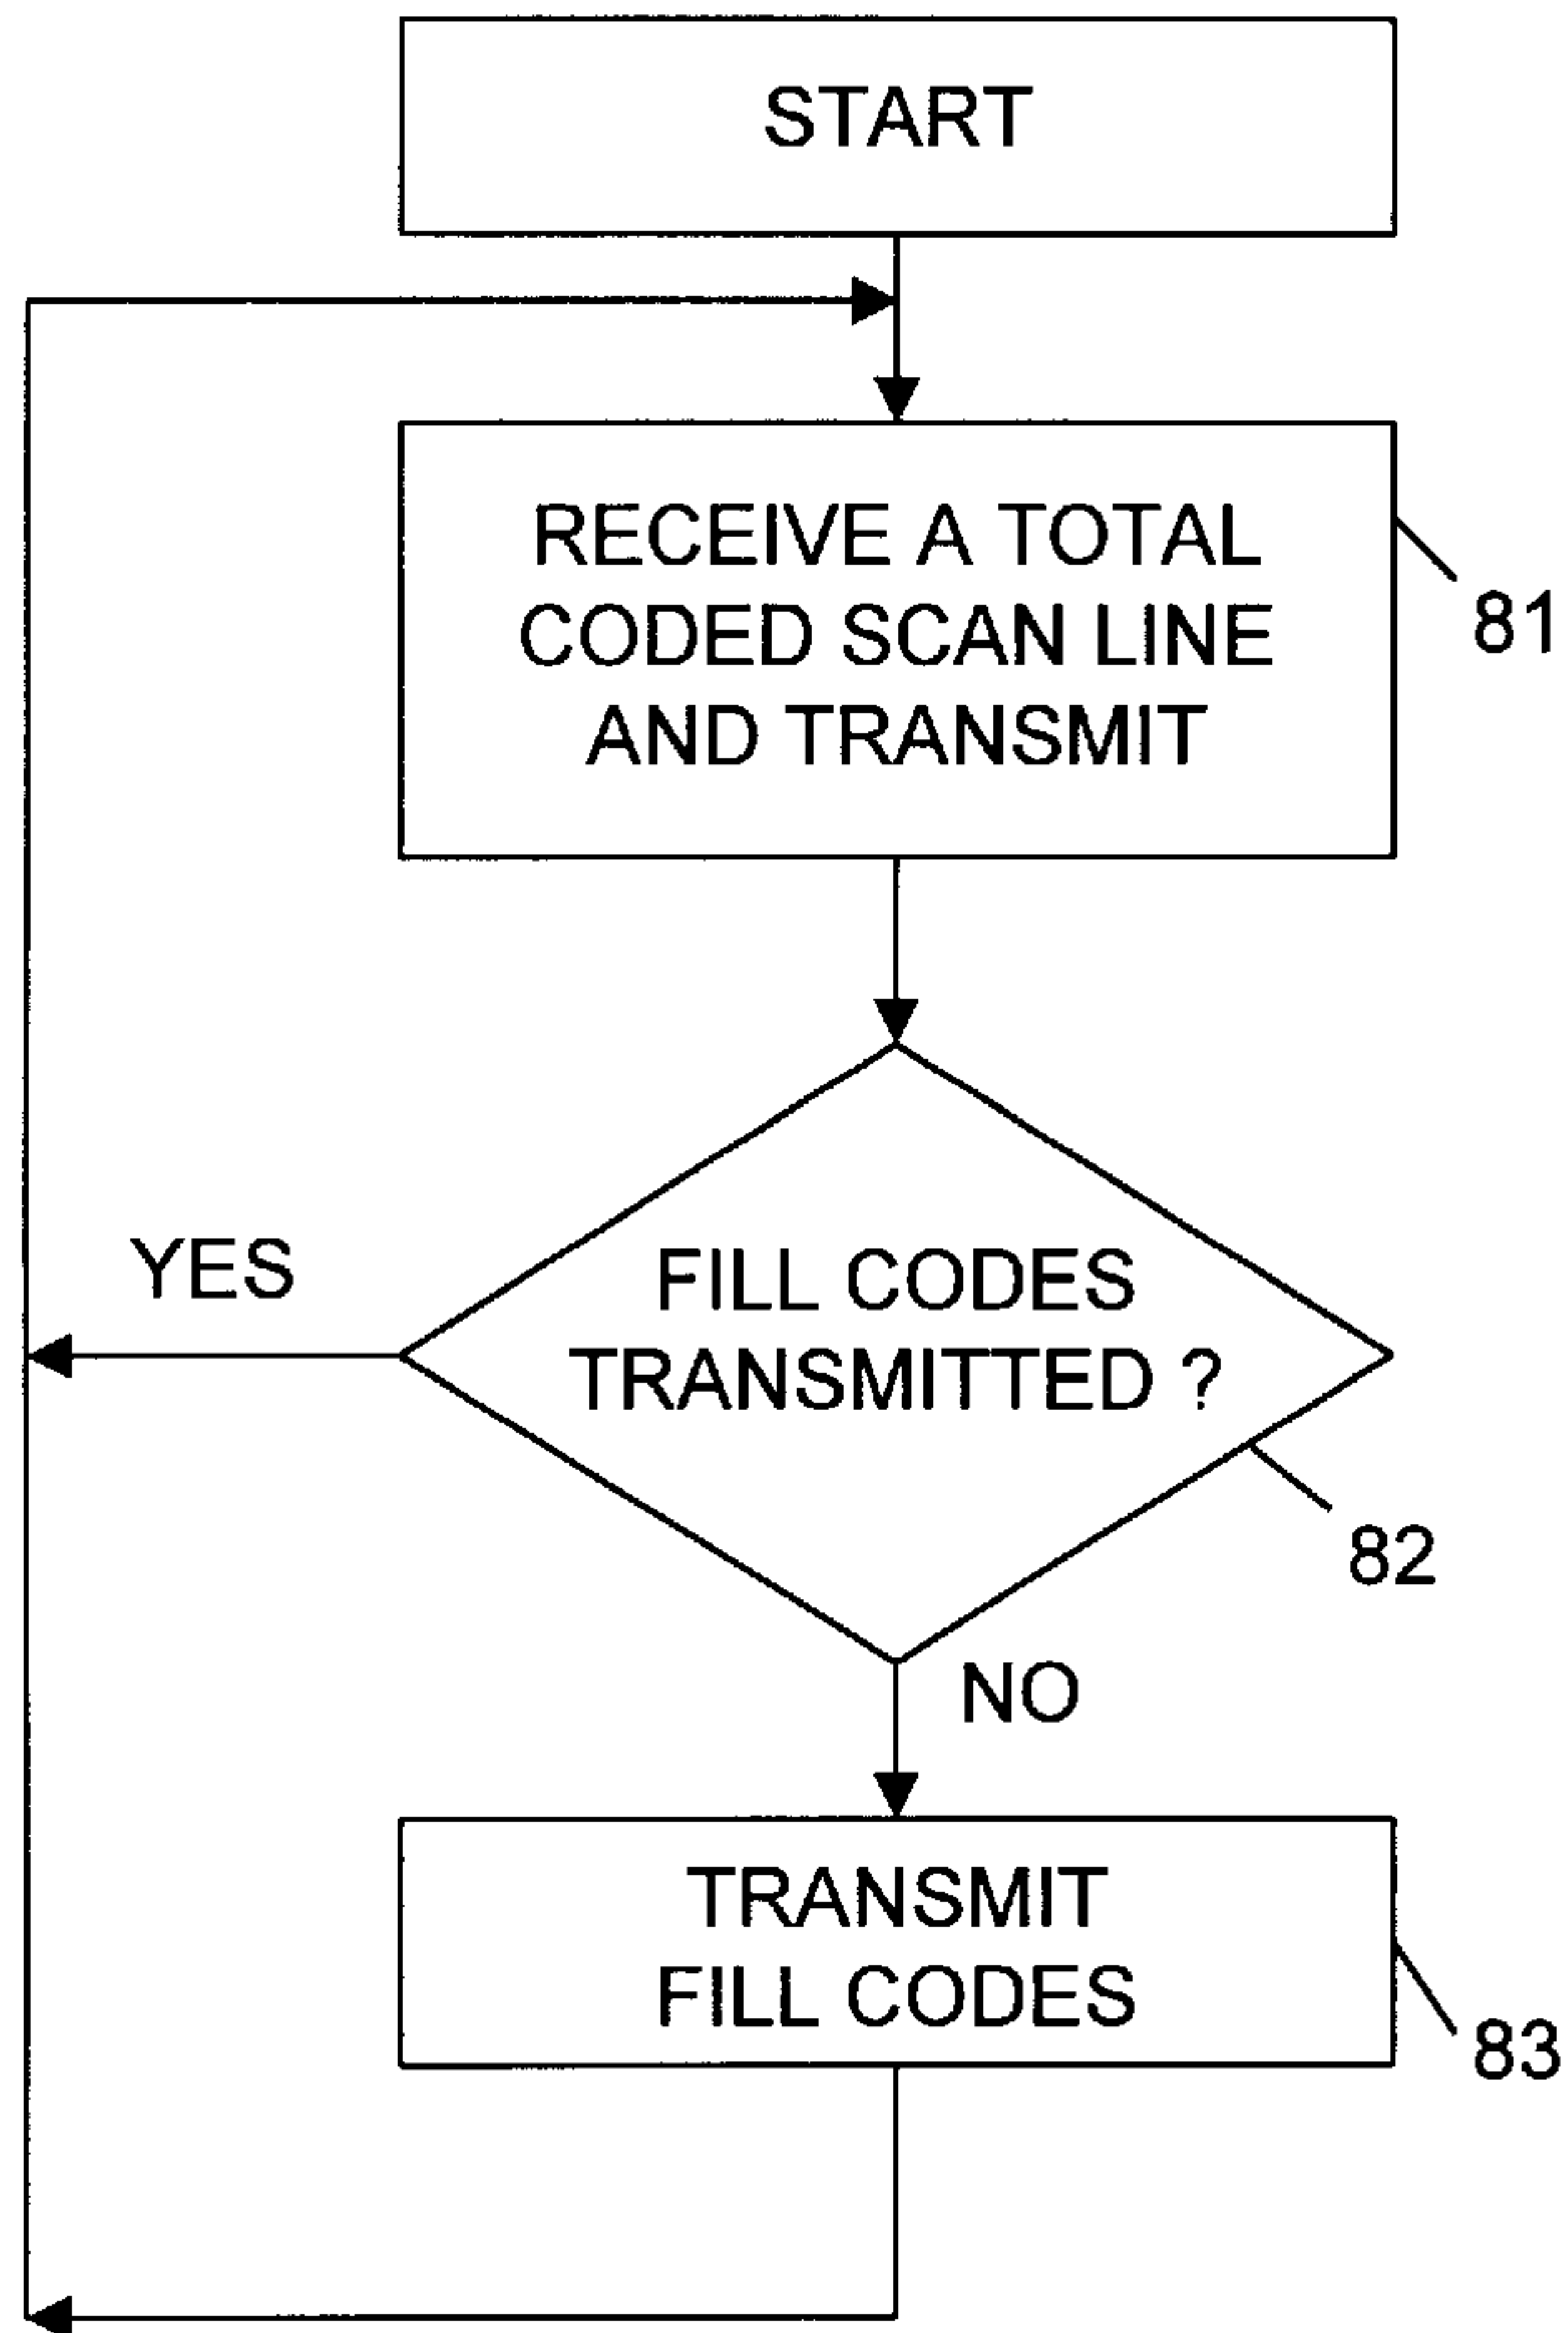 START
RECEIVE A TOTAL
CODED SCAN LINE
AND TRANSMIT
81
YES
FILL CODES
TRANSMITTED ?
82
NO
TRANSMIT
FILL CODES
83